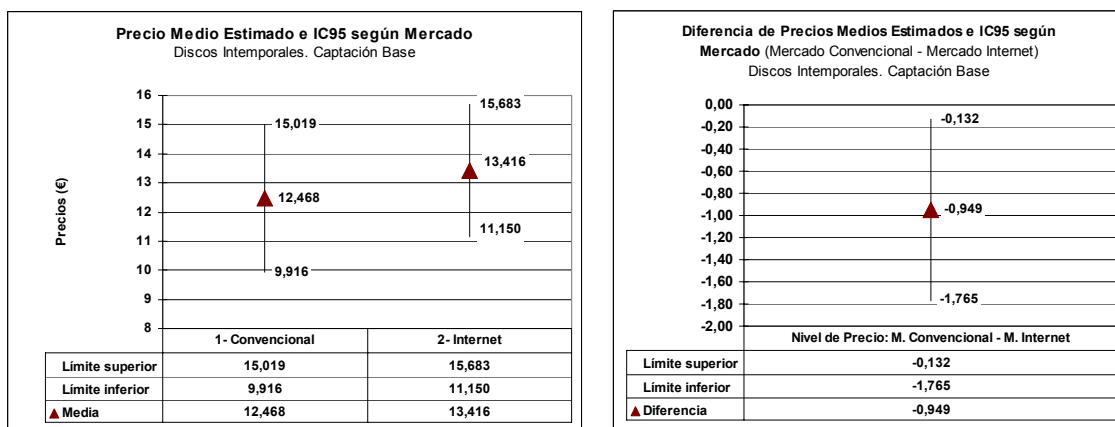 Precio Medio Estimado e IC95 según Mercado
Discos Intemporales. Captación Base
Precios (€)
16
15
14
13
12
11
10
9
8
15,019
12,468
9,916
15,683
13,416
11,150
1- Convencional 2- Internet
Límite superior 15,019 15,683
Límite inferior 9,916 11,150
Media 12,468 13,416
Diferencia de Precios Medios Estimados e IC95 según
Mercado (Mercado Convencional - Mercado Internet)
Discos Intemporales. Captación Base
0,00
-0,20
-0,40
-0,60
-0,80
-1,00
-1,20
-1,40
-1,60
-1,80
-2,00
-0,132
-0,949
-1,765
Nivel de Precio: M. Convencional - M. Internet
Límite superior -0,132
Límite inferior -1,765
Diferencia -0,949